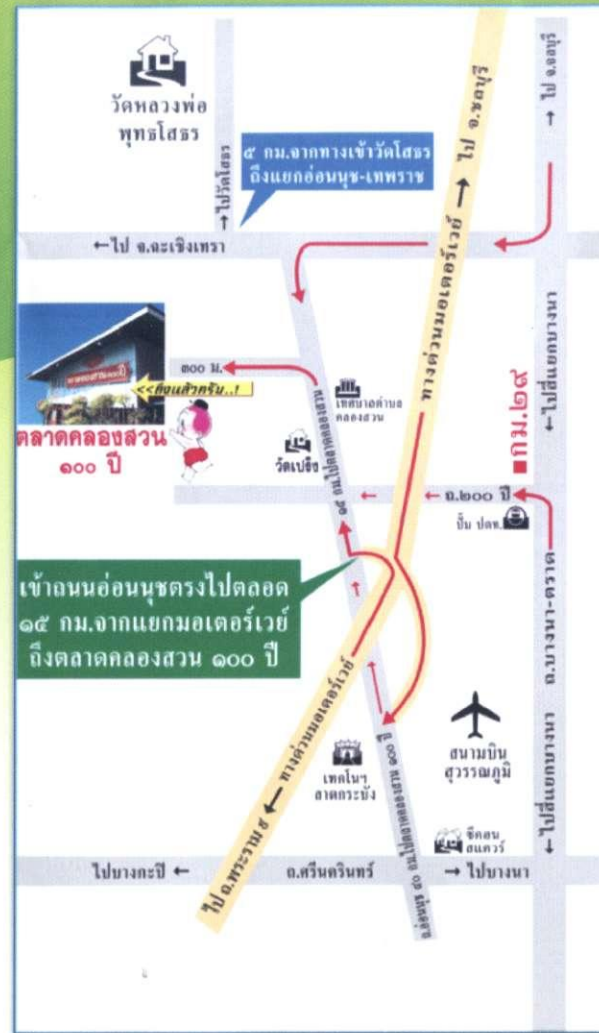 วัดหลวงพ่อ
พุทธโสธร
→ไปวัดโสธร
๕ กม.จากทางเข้าวัดโสธร
ถึงแยกอ่อนนุช-เทพราช
ทางด่วนมอเตอร์เวย์ → ไป จ.ชลบุรี
→ ไป จ.ชลบุรี
←ไป จ.ฉะเชิงเทรา
๓๐๐ ม.
<<ถึงแล้วครับ..!
ตลาดคลองสวน
๑๐๐ ปี
เทศบาลตำบล
คลองสวน
วัดเปร็ง
๑๕ กม.ไปตลาดคลองสวน
←ไปสี่แยกบางนา
กม.๒๙
ถ.๒๐๐ ปี
ปั๊ม ปตท.
เข้าถนนอ่อนนุชตรงไปตลอด
๑๕ กม.จากแยกมอเตอร์เวย์
ถึงตลาดคลองสวน ๑๐๐ ปี
ถ.บางนา-ตราด
ไป ถ.พระราม ๙ ← ทางด่วนมอเตอร์เวย์
เทคโนฯ
ลาดกระบัง
สนามบิน
สุวรรณภูมิ
←ไปสี่แยกบางนา
ซีคอน
สแควร์
ไปบางกะปิ ←
ถ.ศรีนครินทร์
→ ไปบางนา